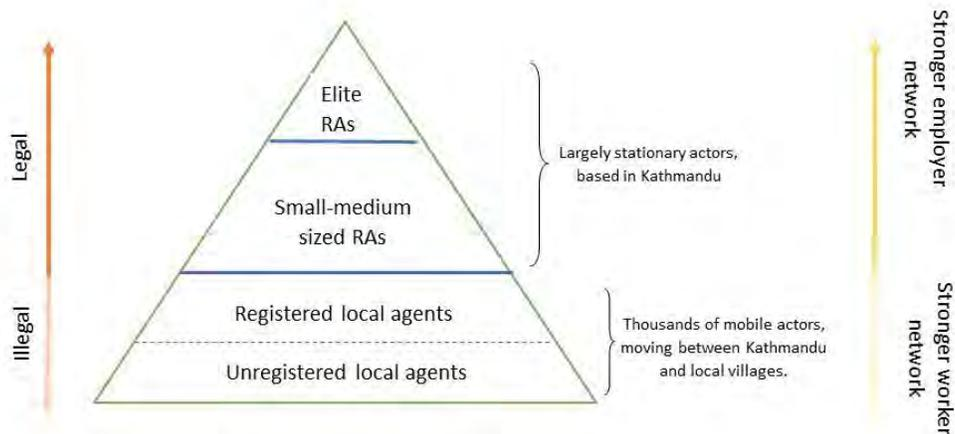 Legal
Illegal
Elite
RAs
Small-medium
sized RAs
Registered local agents
Unregistered local agents
Largely stationary actors,
based in Kathmandu
Thousands of mobile actors,
moving between Kathmandu
and local villages.
Stronger employer
network
Stronger worker
network